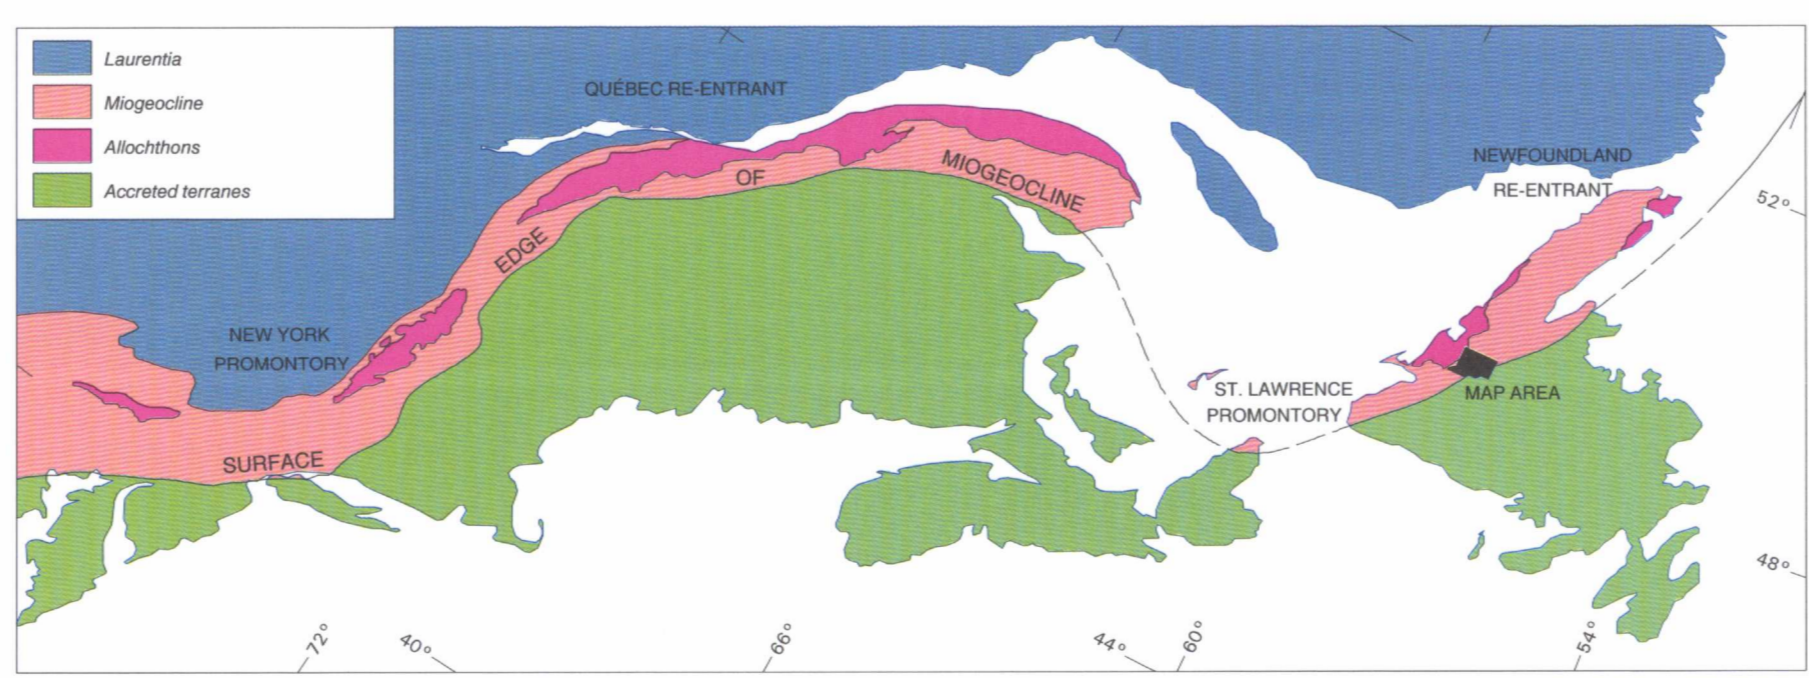 Laurentia
Miogeocline
Allochthons
Accreted terranes
QUÉBEC RE-ENTRANT
NEWFOUNDLAND
RE-ENTRANT
MIOGEOCLINE
OF
EDGE
SURFACE
NEW YORK
PROMONTORY
ST. LAWRENCE
PROMONTORY
MAP AREA
52°
48°
72°
40°
66°
44°
60°
54°